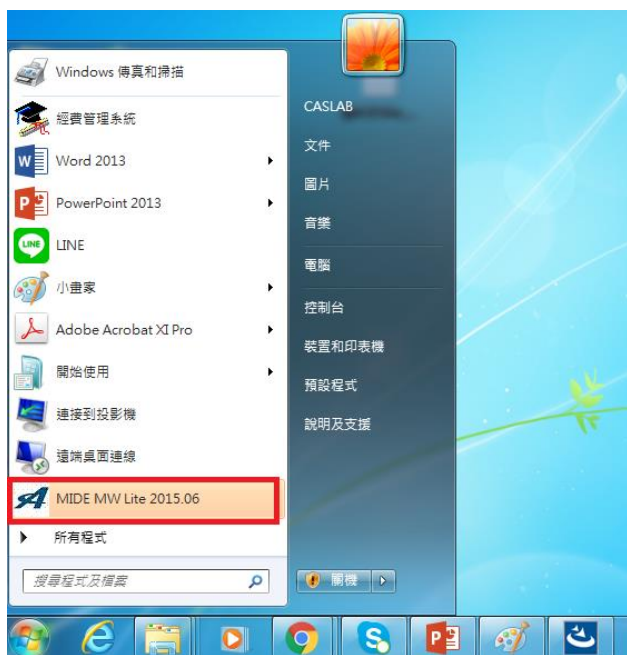 Windows 傳真和掃描
經費管理系統
Word 2013
PowerPoint 2013
LINE
小畫家
Adobe Acrobat XI Pro
開始使用
連接到投影機
遠端桌面連線
MIDE MW Lite 2015.06
所有程式
搜尋程式及檔案
CASLAB
文件
圖片
音樂
電腦
控制台
裝置和印表機
預設程式
說明及支援
關機